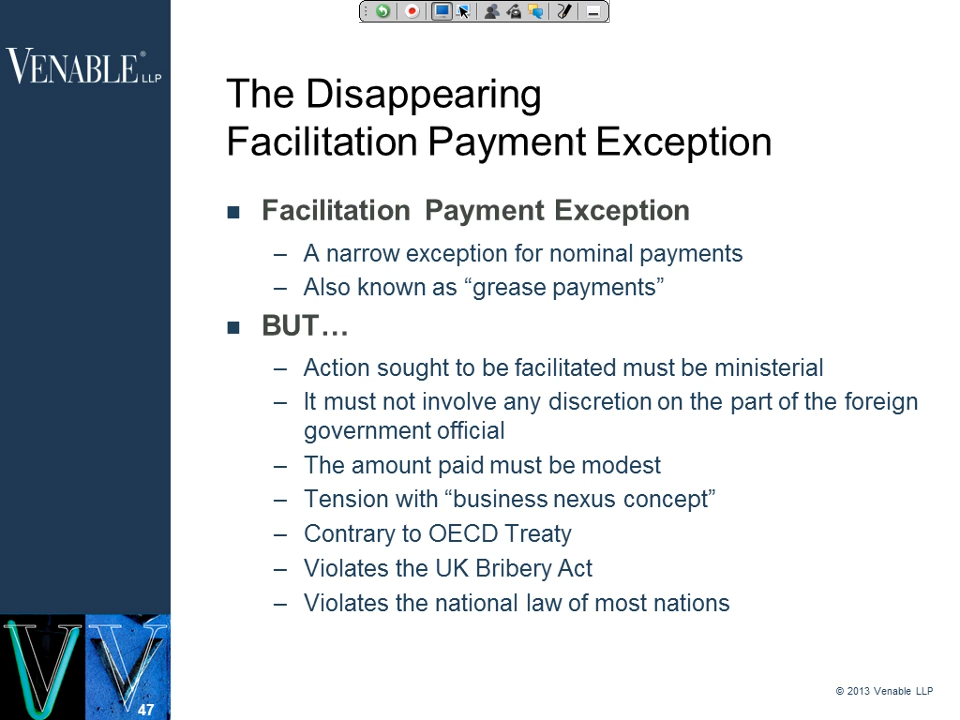 VENABLE® LLP
The Disappearing
Facilitation Payment Exception
■ Facilitation Payment Exception
– A narrow exception for nominal payments
– Also known as “grease payments”
■ BUT…
– Action sought to be facilitated must be ministerial
– It must not involve any discretion on the part of the foreign
government official
– The amount paid must be modest
– Tension with “business nexus concept”
– Contrary to OECD Treaty
– Violates the UK Bribery Act
– Violates the national law of most nations
V V
47
© 2013 Venable LLP